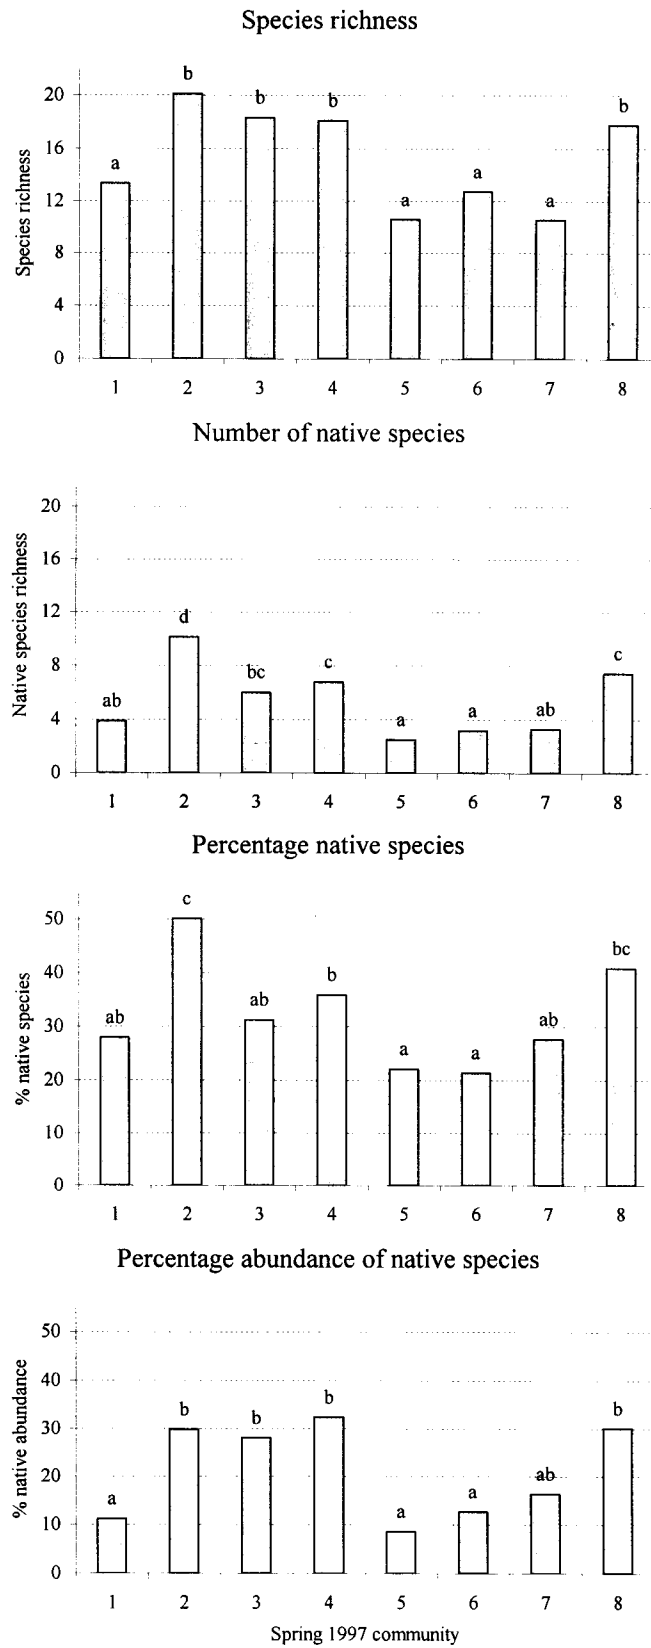 Species richness
Species richness
20
16
12
8
4
0
a
b
b
b
a
a
a
b
1 2 3 4 5 6 7 8
Number of native species
Native species richness
20
16
12
8
4
0
ab
d
bc
c
a
a
ab
c
1 2 3 4 5 6 7 8
Percentage native species
% native species
50
40
30
20
10
0
ab
c
ab
b
a
a
ab
bc
1 2 3 4 5 6 7 8
Percentage abundance of native species
% native abundance
50
40
30
20
10
0
a
b
b
b
a
a
ab
b
1 2 3 4 5 6 7 8
Spring 1997 community